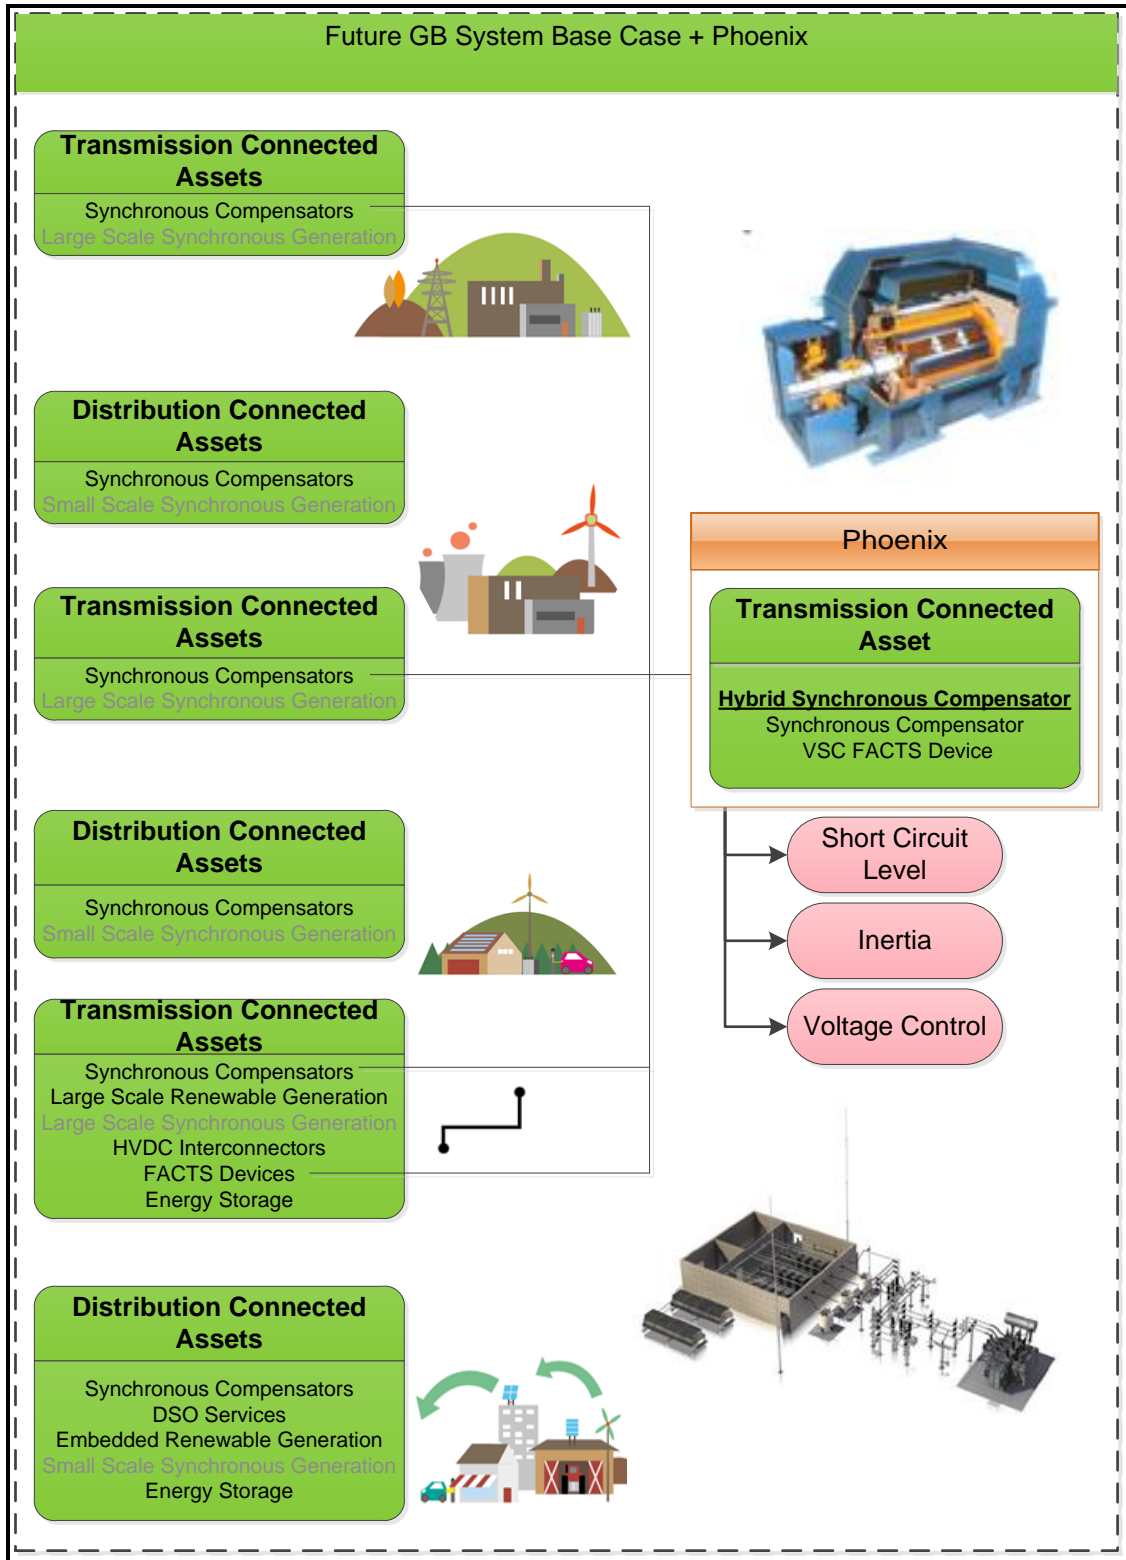 Future GB System Base Case + Phoenix
Transmission Connected
Assets
Synchronous Compensators
Large Scale Synchronous Generation
Distribution Connected
Assets
Synchronous Compensators
Small Scale Synchronous Generation
Transmission Connected
Assets
Synchronous Compensators
Large Scale Synchronous Generation
Distribution Connected
Assets
Synchronous Compensators
Small Scale Synchronous Generation
Transmission Connected
Assets
Synchronous Compensators
Large Scale Renewable Generation
Large Scale Synchronous Generation
HVDC Interconnectors
FACTS Devices
Energy Storage
Distribution Connected
Assets
Synchronous Compensators
DSO Services
Embedded Renewable Generation
Small Scale Synchronous Generation
Energy Storage
Phoenix
Transmission Connected
Asset
Hybrid Synchronous Compensator
Synchronous Compensator
VSC FACTS Device
Short Circuit
Level
Inertia
Voltage Control